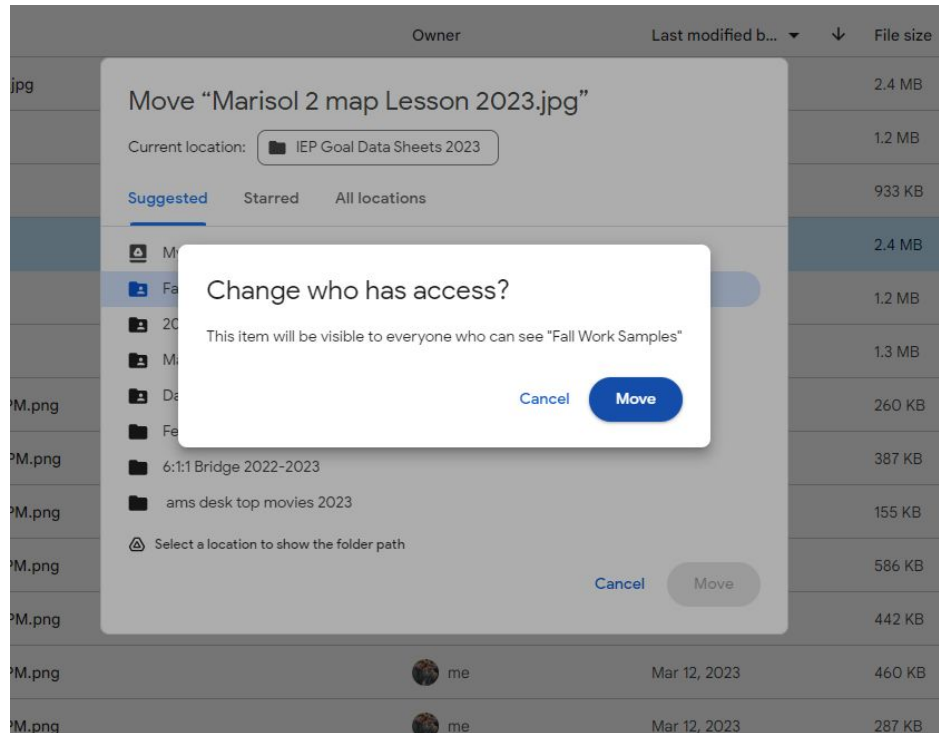 Owner Last modified b... File size
jpg 2.4 MB
Move “Marisol 2 map Lesson 2023.jpg”
1.2 MB
Current location: IEP Goal Data Sheets 2023
933 KB
Suggested Starred All locations
2.4 MB
My
Change who has access?
Fa
1.2 MB
20
This item will be visible to everyone who can see "Fall Work Samples"
1.3 MB
Ma
Da
Cancel Move
PM.png 260 KB
Fe
PM.png 387 KB
6:1:1 Bridge 2022-2023
ams desk top movies 2023
PM.png 155 KB
Select a location to show the folder path
PM.png 586 KB
Cancel Move
PM.png 442 KB
PM.png me Mar 12, 2023 460 KB
PM.png me Mar 12, 2023 287 KB